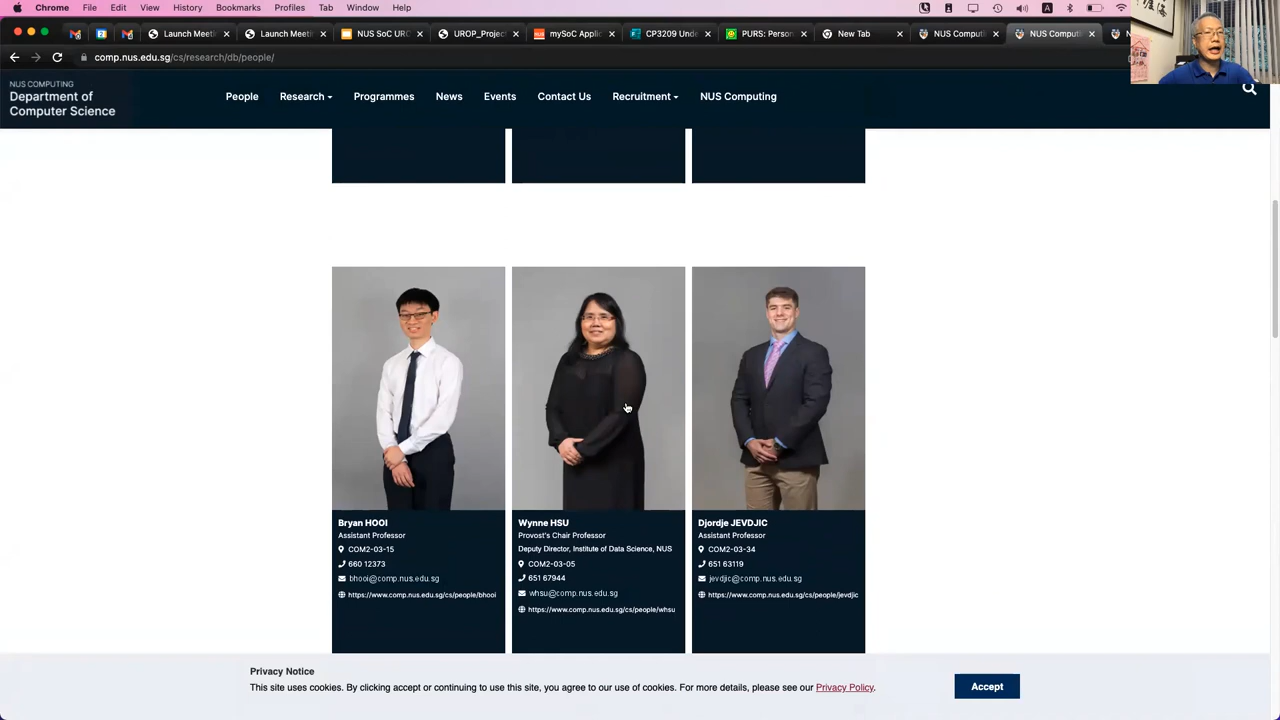 Chrome File Edit View History Bookmarks Profiles Tab Window Help
Launch Meet
Launch Meet
NUS SoC URO
UROP_Project
mySoC Applic
CP3209 Unde
PURS: Person
New Tab
NUS Computi
NUS Computi
comp.nus.edu.sg/cs/research/db/people/
NUS COMPUTING
Department of
Computer Science
People Research Programmes News Events Contact Us Recruitment NUS Computing
Bryan HOOI
Assistant Professor
COM2-03-15
660 12373
bhooi@comp.nus.edu.sg
https://www.comp.nus.edu.sg/cs/people/bhooi
Wynne HSU
Provost's Chair Professor
Deputy Director, Institute of Data Science, NUS
COM2-03-05
651 67944
whsu@comp.nus.edu.sg
https://www.comp.nus.edu.sg/cs/people/whsu
Djordje JEVDJIC
Assistant Professor
COM2-03-34
651 63119
jevdjic@comp.nus.edu.sg
https://www.comp.nus.edu.sg/cs/people/jevdjic
Privacy Notice
This site uses cookies. By clicking accept or continuing to use this site, you agree to our use of cookies. For more details, please see our Privacy Policy.
Accept